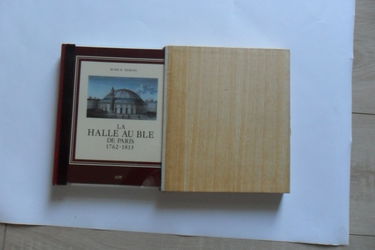 LA
HALLE AU BLE
DE PARIS
1762-1813